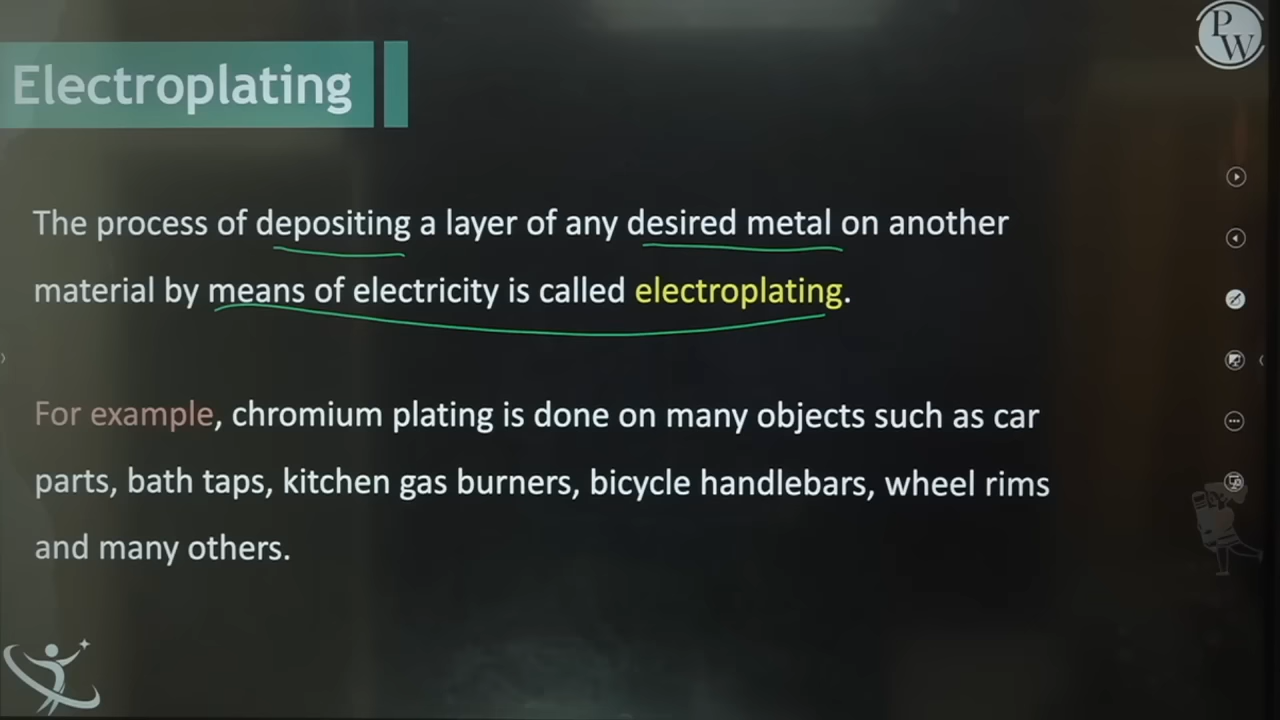 PW
Electroplating
The process of depositing a layer of any desired metal on another
material by means of electricity is called electroplating.
For example, chromium plating is done on many objects such as car
parts, bath taps, kitchen gas burners, bicycle handlebars, wheel rims
and many others.